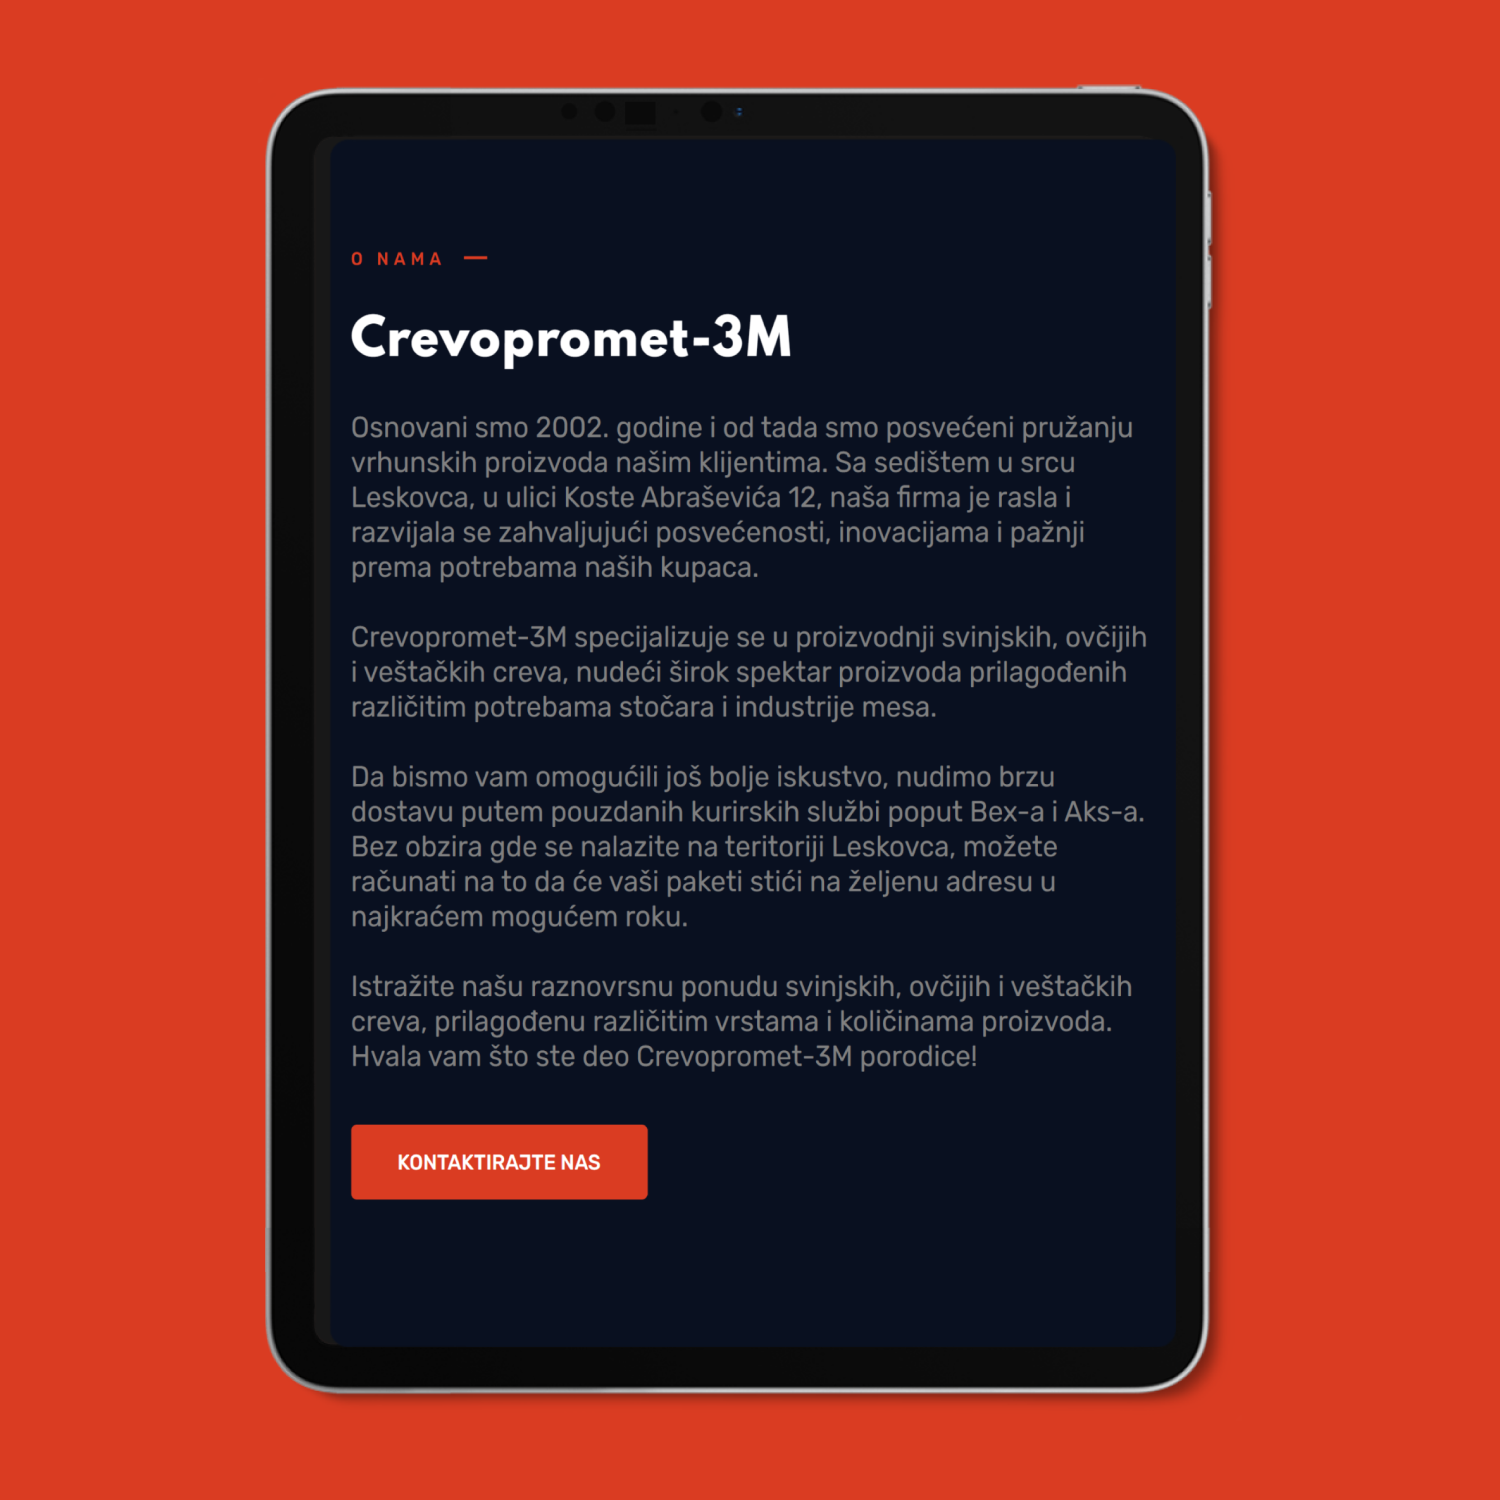 O NAMA
Crevopromet-3M
Osnovani smo 2002. godine i od tada smo posvećeni pružanju
vrhunskih proizvoda našim klijentima. Sa sedištem u srcu
Leskovca, u ulici Koste Abraševića 12, naša firma je rasla i
razvijala se zahvaljujući posvećenosti, inovacijama i pažnji
prema potrebama naših kupaca.
Crevopromet-3M specijalizuje se u proizvodnji svinjskih, ovčijih
i veštačkih creva, nudeći širok spektar proizvoda prilagođenih
različitim potrebama stočara i industrije mesa.
Da bismo vam omogućili još bolje iskustvo, nudimo brzu
dostavu putem pouzdanih kurirskih službi poput Bex-a i Aks-a.
Bez obzira gde se nalazite na teritoriji Leskovca, možete
računati na to da će vaši paketi stići na željenu adresu u
najkraćem mogućem roku.
Istražite našu raznovrsnu ponudu svinjskih, ovčijih i veštačkih
creva, prilagođenu različitim vrstama i količinama proizvoda.
Hvala vam što ste deo Crevopromet-3M porodice!
KONTAKTIRAJTE NAS